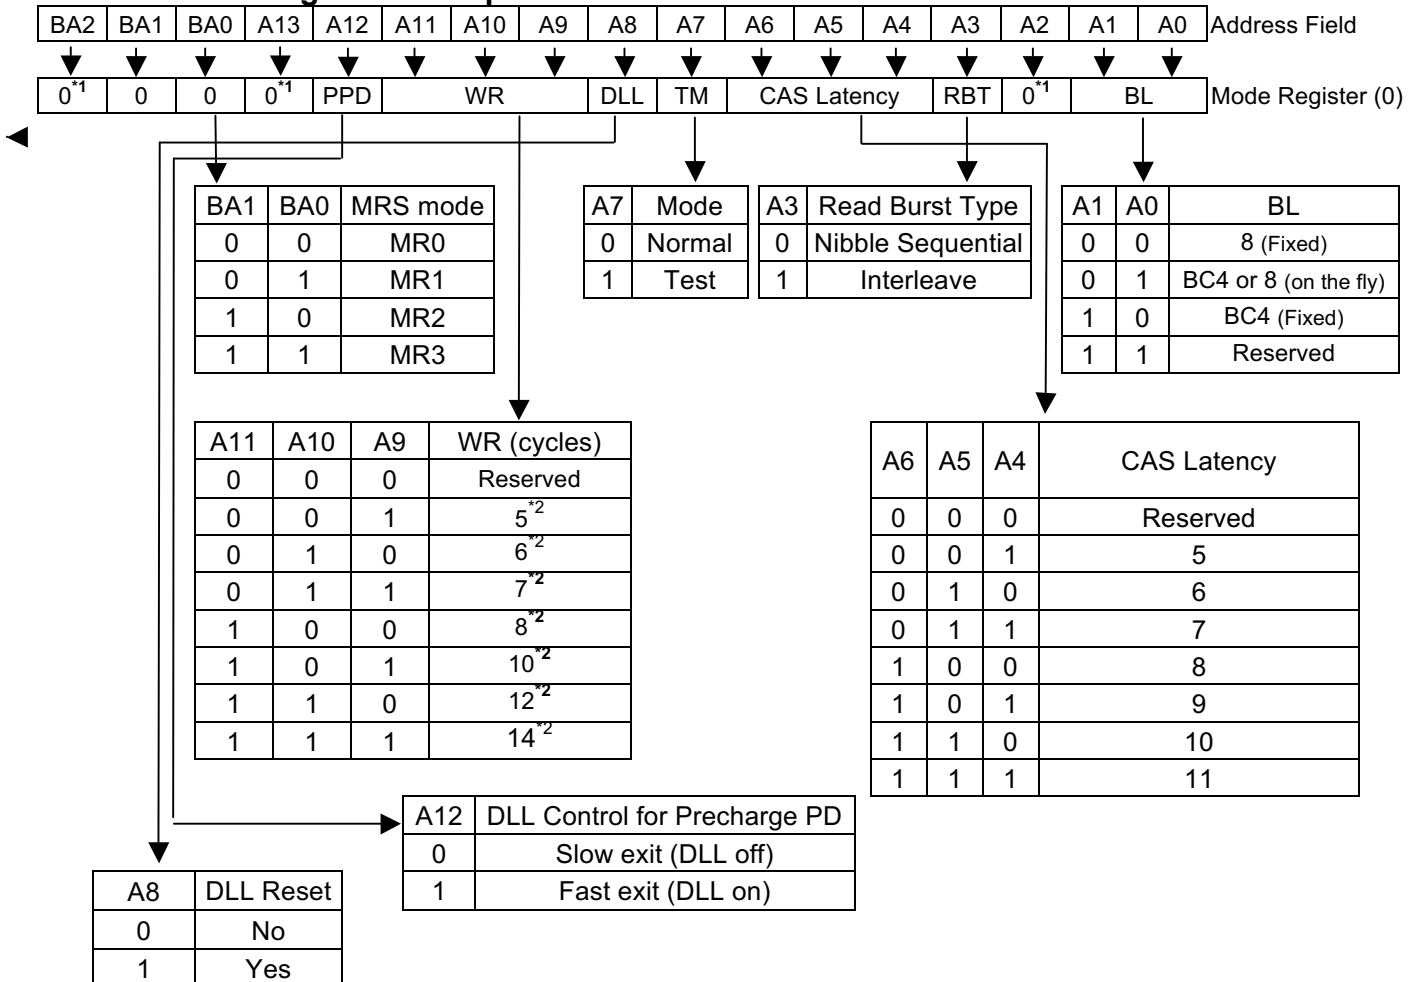 BA2 BA1 BA0 A13 A12 A11 A10 A9 A8 A7 A6 A5 A4 A3 A2 A1 A0 Address Field
0*1 0 0 0*1 PPD WR DLL TM CAS Latency RBT 0*1 BL Mode Register (0)
BA1 BA0 MRS mode
0 0 MR0
0 1 MR1
1 0 MR2
1 1 MR3
A7 Mode
0 Normal
1 Test
A3 Read Burst Type
0 Nibble Sequential
1 Interleave
A1 A0 BL
0 0 8 (Fixed)
0 1 BC4 or 8 (on the fly)
1 0 BC4 (Fixed)
1 1 Reserved
A11 A10 A9 WR (cycles)
0 0 0 Reserved
0 0 1 5*2
0 1 0 6*2
0 1 1 7*2
1 0 0 8*2
1 0 1 10*2
1 1 0 12*2
1 1 1 14*2
A6 A5 A4 CAS Latency
0 0 0 Reserved
0 0 1 5
0 1 0 6
0 1 1 7
1 0 0 8
1 0 1 9
1 1 0 10
1 1 1 11
A12 DLL Control for Precharge PD
0 Slow exit (DLL off)
1 Fast exit (DLL on)
A8 DLL Reset
0 No
1 Yes